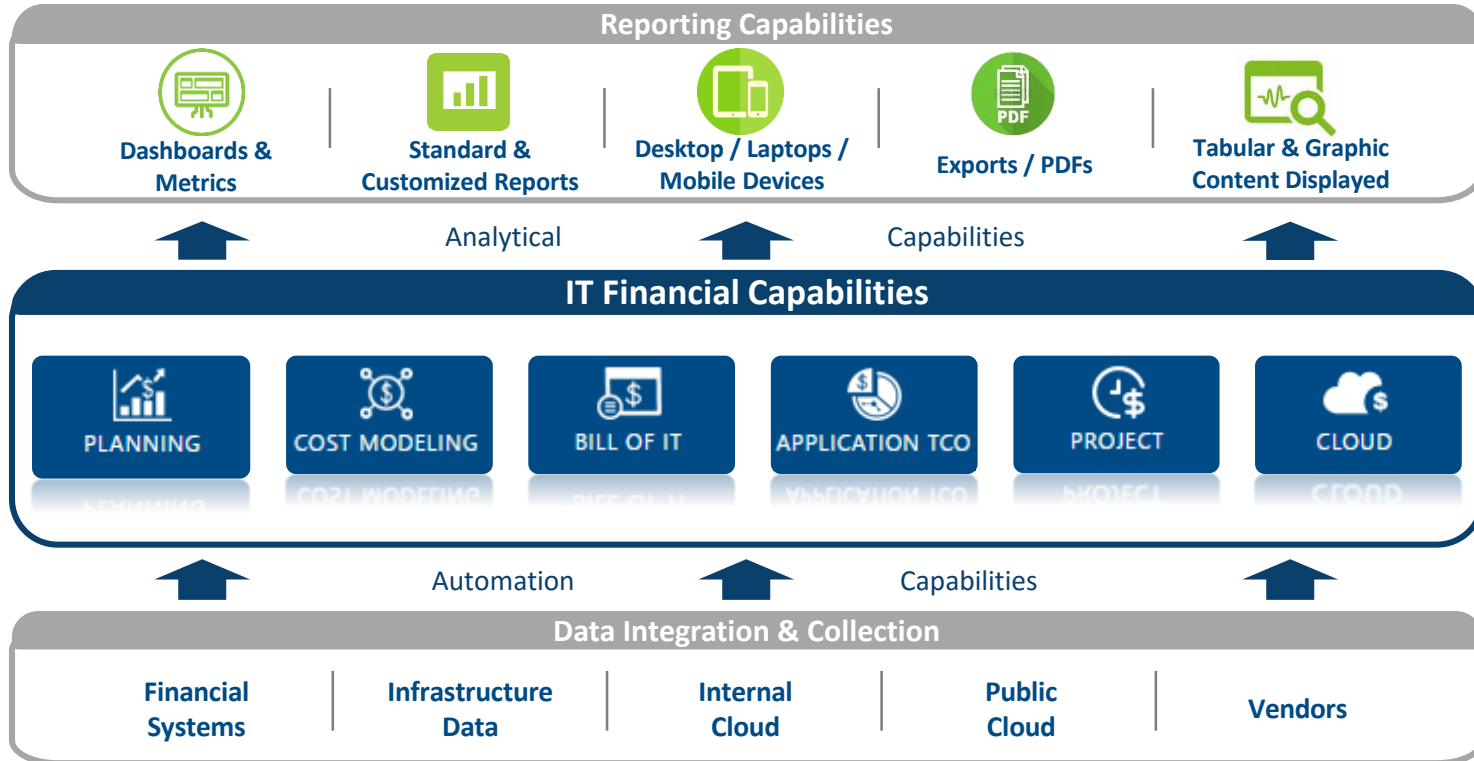 Reporting Capabilities
PDF
Dashboards &
Metrics
Standard &
Customized Reports
Desktop / Laptops /
Mobile Devices
Exports / PDFs
Tabular & Graphic
Content Displayed
Analytical Capabilities
IT Financial Capabilities
PLANNING
COST MODELING
BILL OF IT
APPLICATION TCO
PROJECT
CLOUD
Automation Capabilities
Data Integration & Collection
Financial
Systems
Infrastructure
Data
Internal
Cloud
Public
Cloud
Vendors